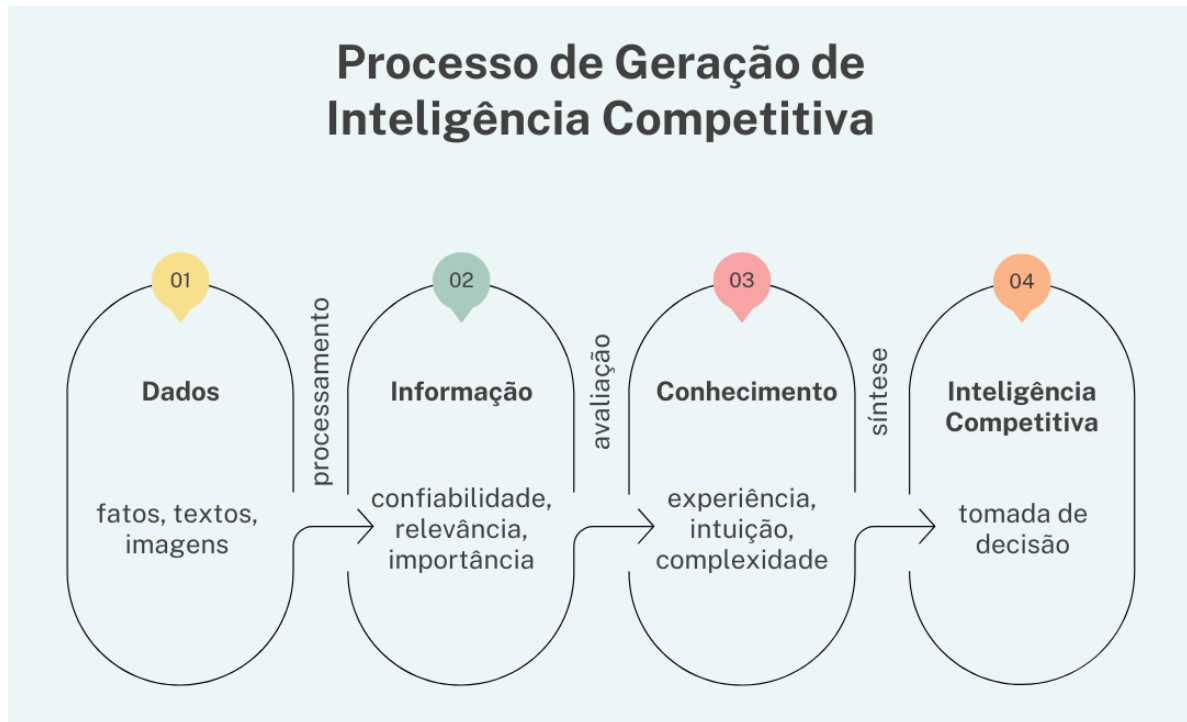 Processo de Geração de
Inteligência Competitiva
01
Dados
fatos, textos,
imagens
processamento
02
Informação
confiabilidade,
relevância,
importância
avaliação
03
Conhecimento
experiência,
intuição,
complexidade
síntese
04
Inteligência
Competitiva
tomada de
decisão